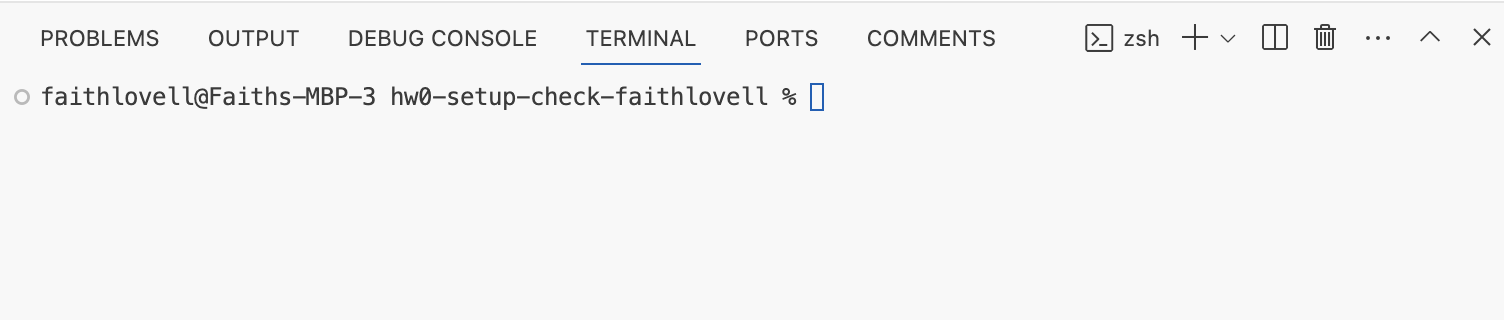 PROBLEMS OUTPUT DEBUG CONSOLE TERMINAL PORTS COMMENTS zsh
faithlovell@Faiths-MBP-3 hw0-setup-check-faithlovell %